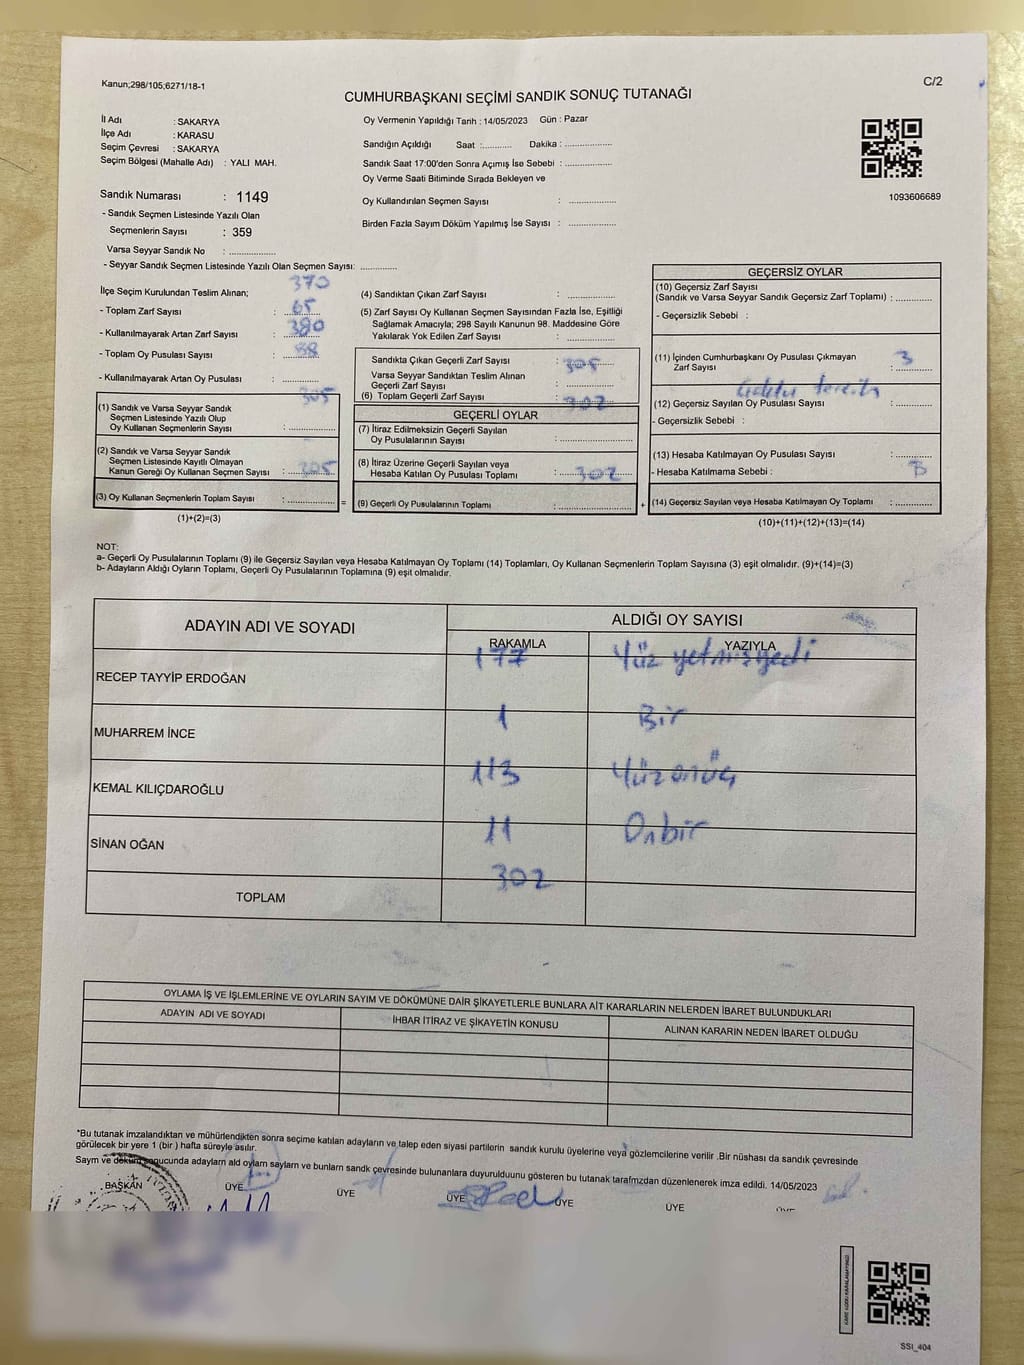 Kanun;298/105;6271/18-1
C/2
CUMHURBAŞKANI SEÇİMİ SANDIK SONUÇ TUTANAĞI
İl Adı : SAKARYA
İlçe Adı : KARASU
Seçim Çevresi : SAKARYA
Seçim Bölgesi (Mahalle Adı) : YALI MAH.
Sandık Numarası : 1149
- Sandık Seçmen Listesinde Yazılı Olan
Seçmenlerin Sayısı : 359
Varsa Seyyar Sandık No : ................
- Seyyar Sandık Seçmen Listesinde Yazılı Olan Seçmen Sayısı: .............
Oy Vermenin Yapıldığı Tarih : 14/05/2023 Gün : Pazar
Sandığın Açıldığı Saat :.......... Dakika : ................
Sandık Saat 17:00'den Sonra Açımış İse Sebebi : ................
Oy Verme Saati Bitiminde Sırada Bekleyen ve
Oy Kullandırılan Seçmen Sayısı : ................
Birden Fazla Sayım Döküm Yapılmış İse Sayısı : ................
1093606689
İlçe Seçim Kurulundan Teslim Alınan; 370
- Toplam Zarf Sayısı : 65
- Kullanılmayarak Artan Zarf Sayısı : 380
- Toplam Oy Pusulası Sayısı : 88
- Kullanılmayarak Artan Oy Pusulası : .............
305
(1) Sandık ve Varsa Seyyar Sandık
Seçmen Listesinde Yazılı Olup
Oy Kullanan Seçmenlerin Sayısı : ................
(2) Sandık ve Varsa Seyyar Sandık
Seçmen Listesinde Kayıtlı Olmayan
Kanun Gereği Oy Kullanan Seçmen Sayısı : 305
(3) Oy Kullanan Seçmenlerin Toplam Sayısı : ................ =
(1)+(2)=(3)
(4) Sandıktan Çıkan Zarf Sayısı : ................
(5) Zarf Sayısı Oy Kullanan Seçmen Sayısından Fazla İse, Eşitliği
Sağlamak Amacıyla; 298 Sayılı Kanunun 98. Maddesine Göre
Yakılarak Yok Edilen Zarf Sayısı : ................
Sandıkta Çıkan Geçerli Zarf Sayısı : 305
Varsa Seyyar Sandıktan Teslim Alınan
Geçerli Zarf Sayısı : ................
(6) Toplam Geçerli Zarf Sayısı : 302
GEÇERLİ OYLAR
(7) İtiraz Edilmeksizin Geçerli Sayılan
Oy Pusulalarının Sayısı : ................
(8) İtiraz Üzerine Geçerli Sayılan veya
Hesaba Katılan Oy Pusulası Toplamı : 302
(9) Geçerli Oy Pusulalarının Toplamı : ................ +
GEÇERSİZ OYLAR
(10) Geçersiz Zarf Sayısı
(Sandık ve Varsa Seyyar Sandık Geçersiz Zarf Toplamı) : .............
- Geçersizlik Sebebi :
(11) İçinden Cumhurbaşkanı Oy Pusulası Çıkmayan 3
Zarf Sayısı : .............
(12) Geçersiz Sayılan Oy Pusulası Sayısı : .............
- Geçersizlik Sebebi :
(13) Hesaba Katılmayan Oy Pusulası Sayısı : .............
- Hesaba Katılmama Sebebi :
(14) Geçersiz Sayılan veya Hesaba Katılmayan Oy Toplamı : .............
(10)+(11)+(12)+(13)=(14)
NOT:
a- Geçerli Oy Pusulalarının Toplamı (9) ile Geçersiz Sayılan veya Hesaba Katılmayan Oy Toplamı (14) Toplamları, Oy Kullanan Seçmenlerin Toplam Sayısına (3) eşit olmalıdır. (9)+(14)=(3)
b- Adayların Aldığı Oyların Toplamı, Geçerli Oy Pusulalarının Toplamına (9) eşit olmalıdır.
ADAYIN ADI VE SOYADI
ALDIĞI OY SAYISI
RAKAMLA YAZIYLA
177 Yüz yetmişyedi
RECEP TAYYİP ERDOĞAN
1 Bir
MUHARREM İNCE
113 Yüzonüç
KEMAL KILIÇDAROĞLU
11 Onbir
SİNAN OĞAN
302
TOPLAM
OYLAMA İŞ VE İŞLEMLERİNE VE OYLARIN SAYIM VE DÖKÜMÜNE DAİR ŞİKAYETLERLE BUNLARA AİT KARARLARIN NELERDEN İBARET BULUNDUKLARI
ADAYIN ADI VE SOYADI İHBAR İTİRAZ VE ŞİKAYETİN KONUSU ALINAN KARARIN NEDEN İBARET OLDUĞU
*Bu tutanak imzalandıktan ve mühürlendikten sonra seçime katılan adayların ve talep eden siyasi partilerin sandık kurulu üyelerine veya gözlemcilerine verilir .Bir nüshası da sandık çevresinde
görülecek bir yere 1 (bir ) hafta süreyle asılır.
Sayım ve döküm sonucunda adayların aldı oyların sayları ve bunların sandık çevresinde bulunanlara duyurulduunu gösteren bu tutanak tarafmzdan düzenlenerek imza edildi. 14/05/2023
BAŞKAN ÜYE ÜYE ÜYE ÜYE ÜYE ÜYE
SSI_404